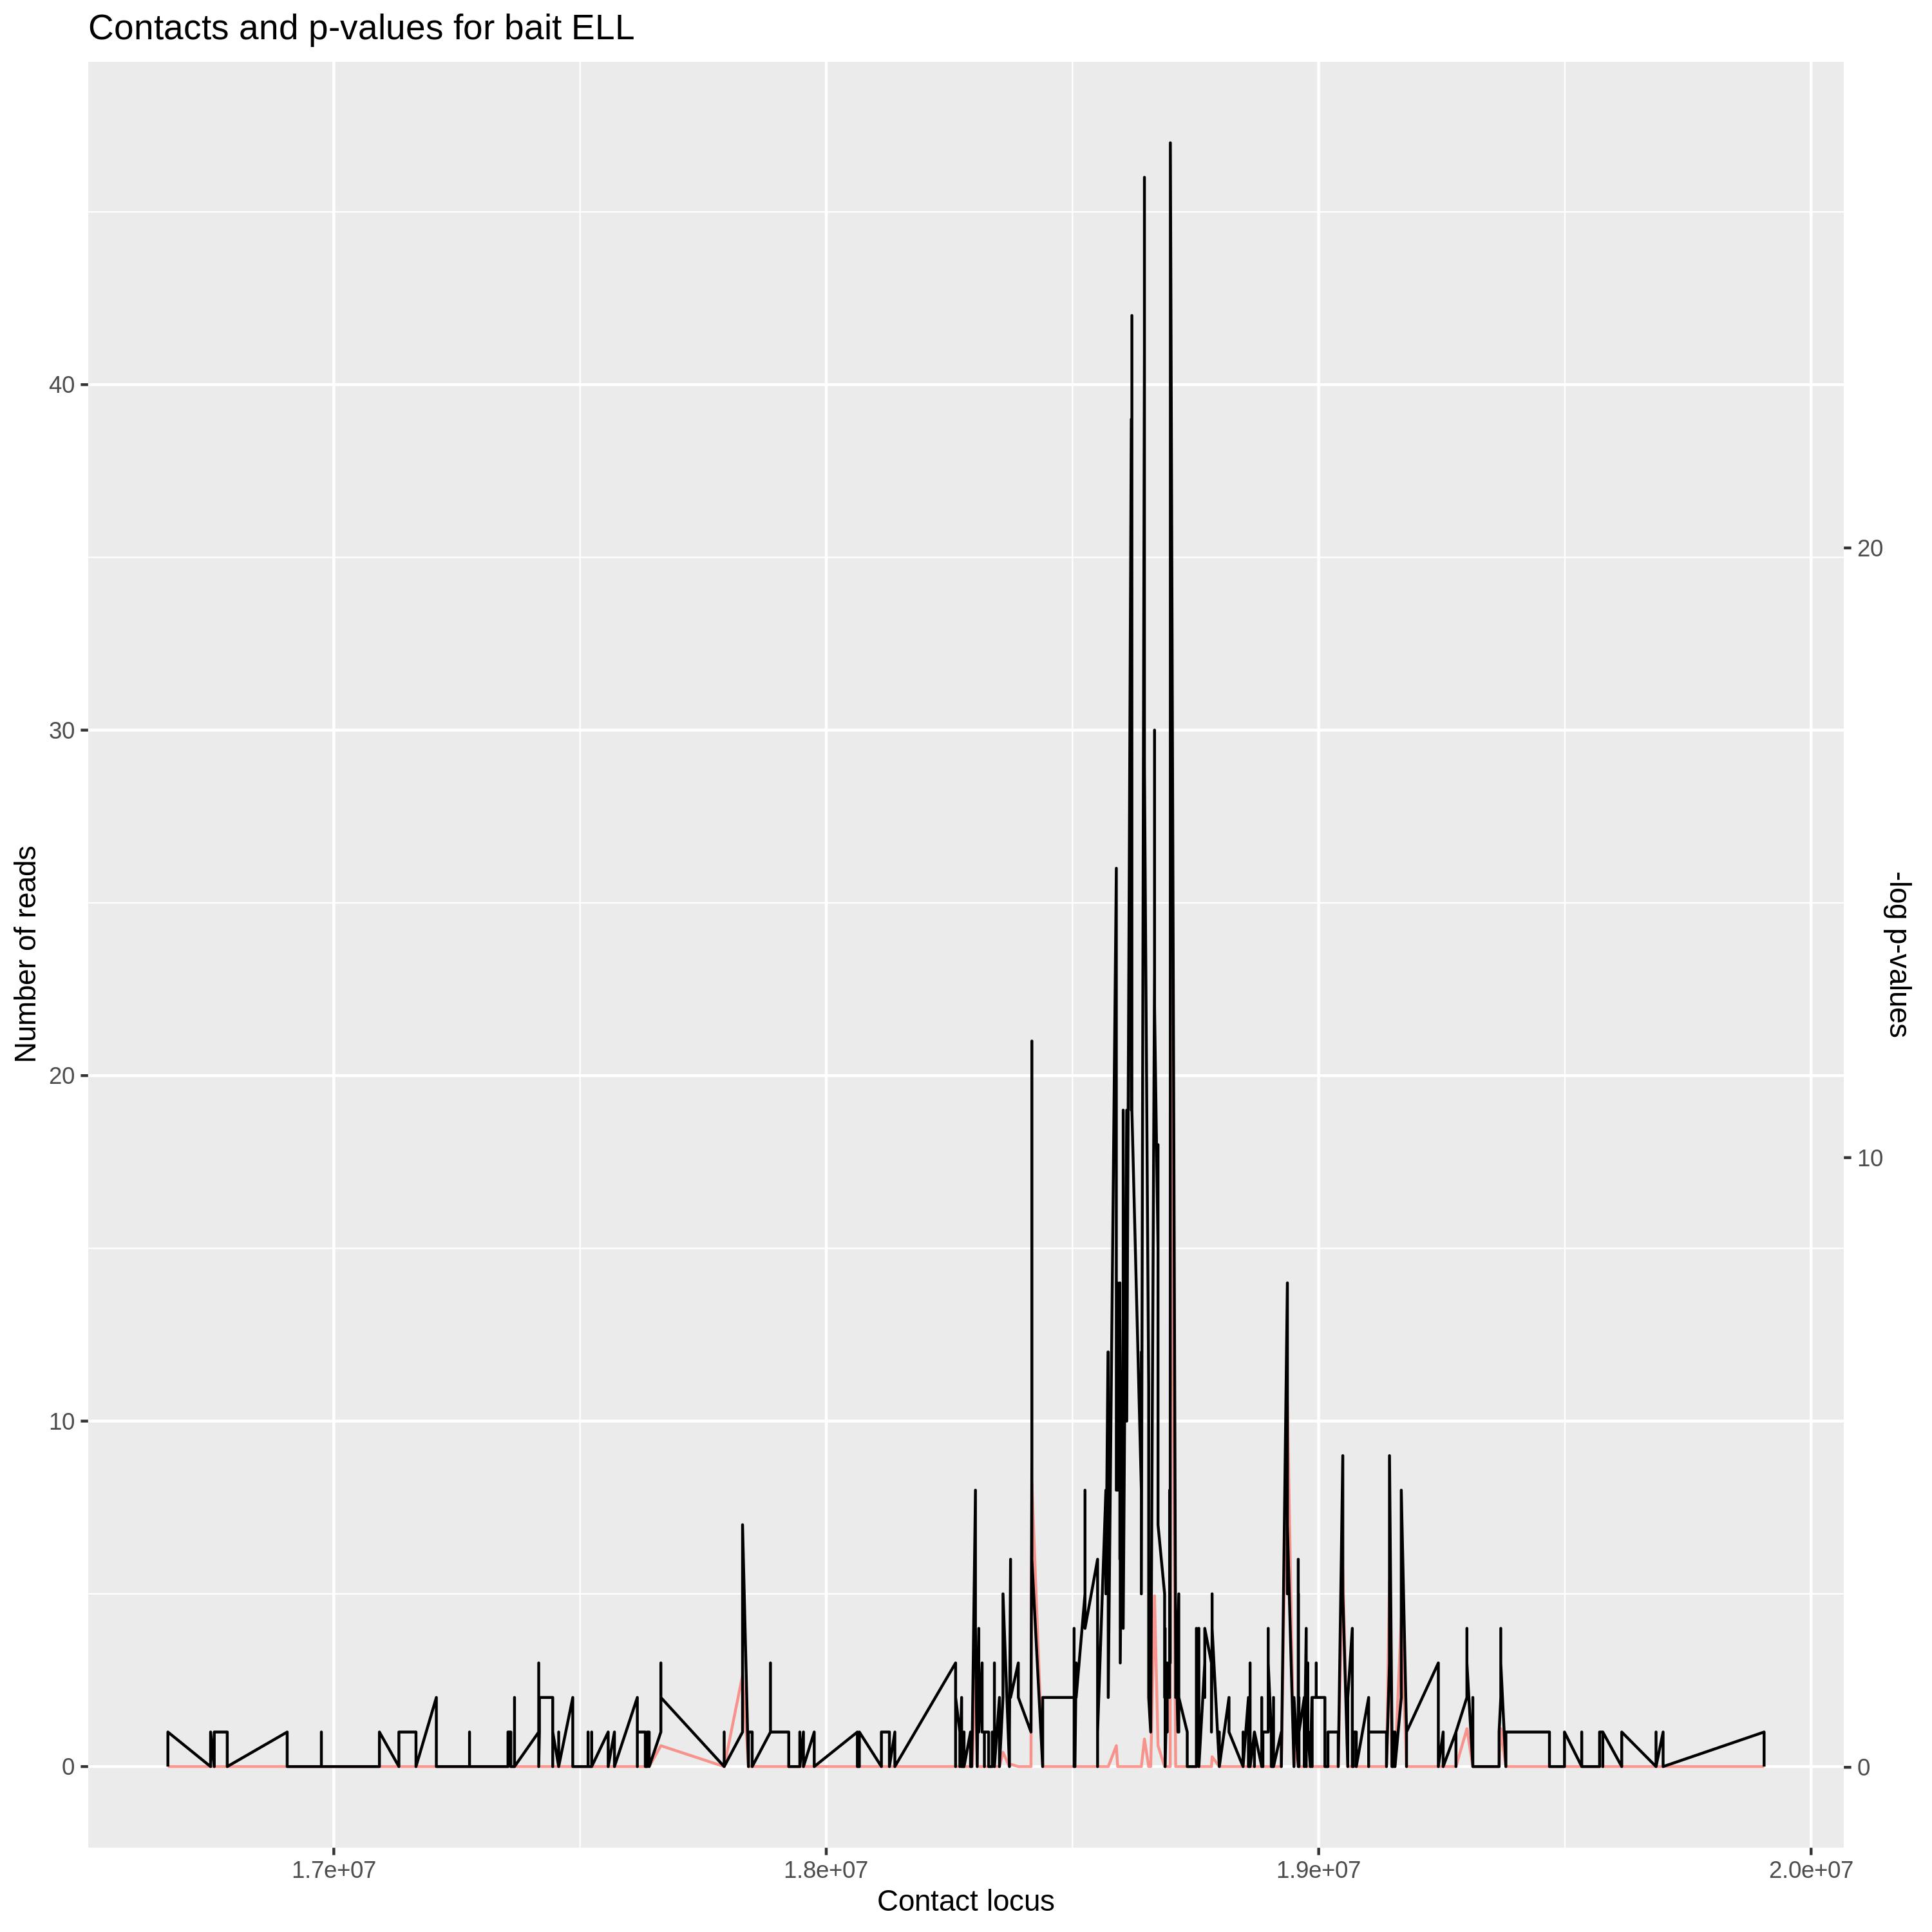 Contacts and p-values for bait ELL
Number of reads
40
30
20
10
0
20
10
0
-log p-values
1.7e+07
1.8e+07
1.9e+07
2.0e+07
Contact locus